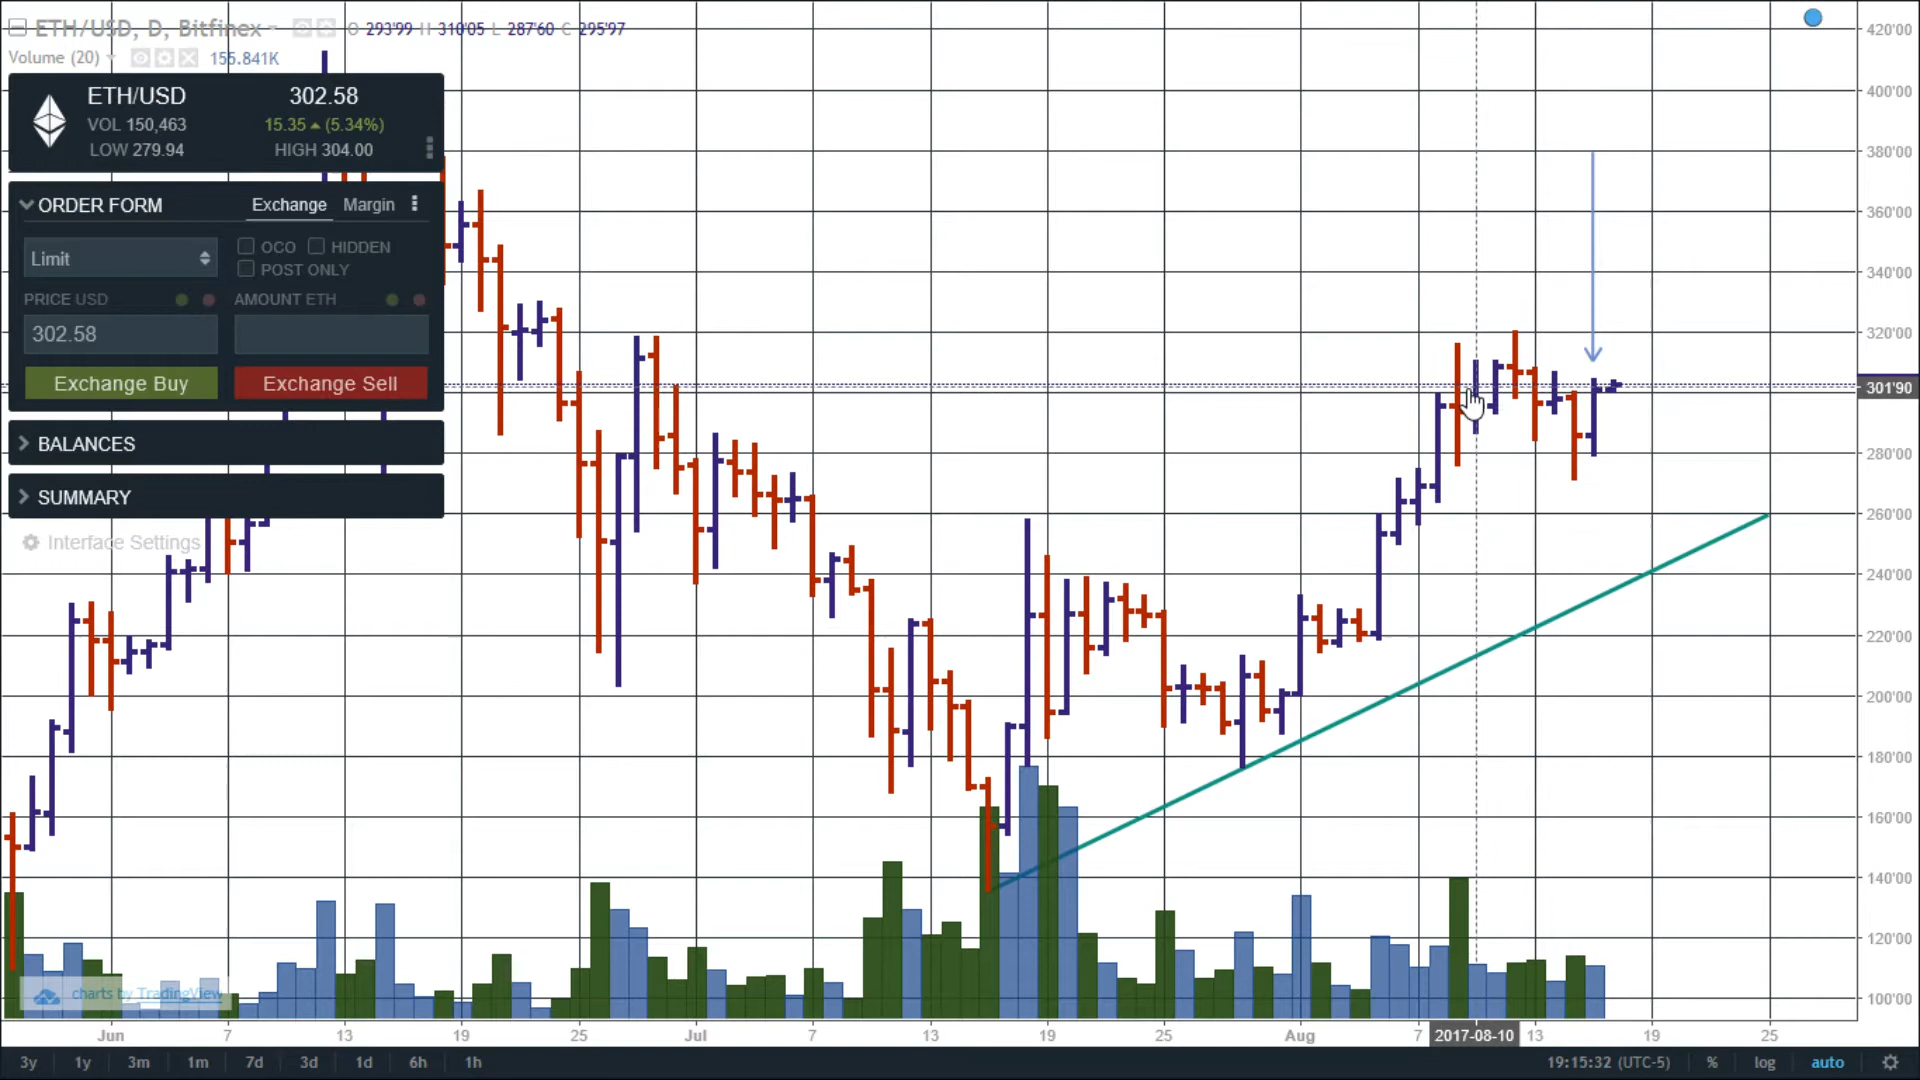 ETH/USD, D, Bitfinex O 293'99 H 310'05 L 287'60 C 295'97
Volume (20) 155.841K
ETH/USD 302.58
VOL 150,463 15.35 (5.34%)
LOW 279.94 HIGH 304.00
ORDER FORM Exchange Margin
Limit OCO HIDDEN
POST ONLY
PRICE USD AMOUNT ETH
302.58
Exchange Buy Exchange Sell
BALANCES
SUMMARY
Interface Settings
charts by TradingView
420'00
400'00
380'00
360'00
340'00
320'00
301'90
280'00
260'00
240'00
220'00
200'00
180'00
160'00
140'00
120'00
100'00
Jun 7 13 19 25 Jul 7 13 19 25 Aug 7 2017-08-10 13 19 25
3y 1y 3m 1m 7d 3d 1d 6h 1h 19:15:32 (UTC-5) % log auto